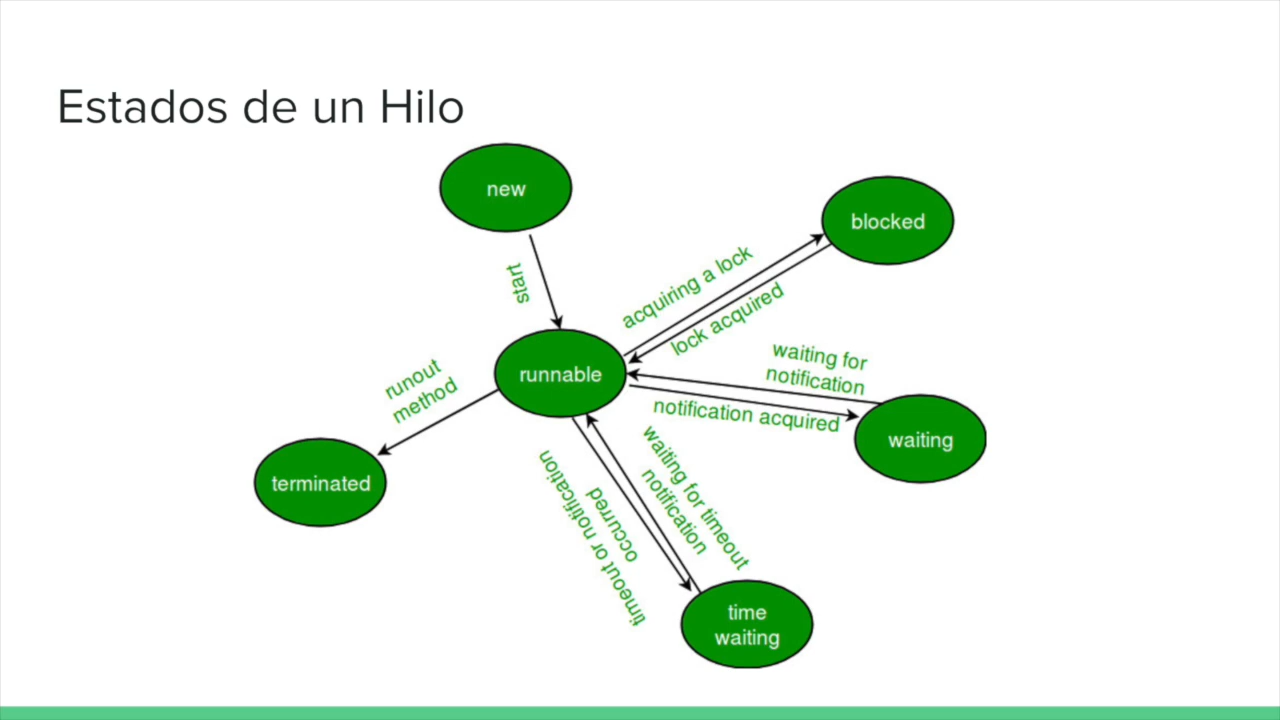 Estados de un Hilo
new
blocked
start
acquiring a lock
lock acquired
runnable
waiting for
notification
notification acquired
waiting
runout
method
terminated
waiting for timeout
notification
timeout or notification
occurred
time
waiting